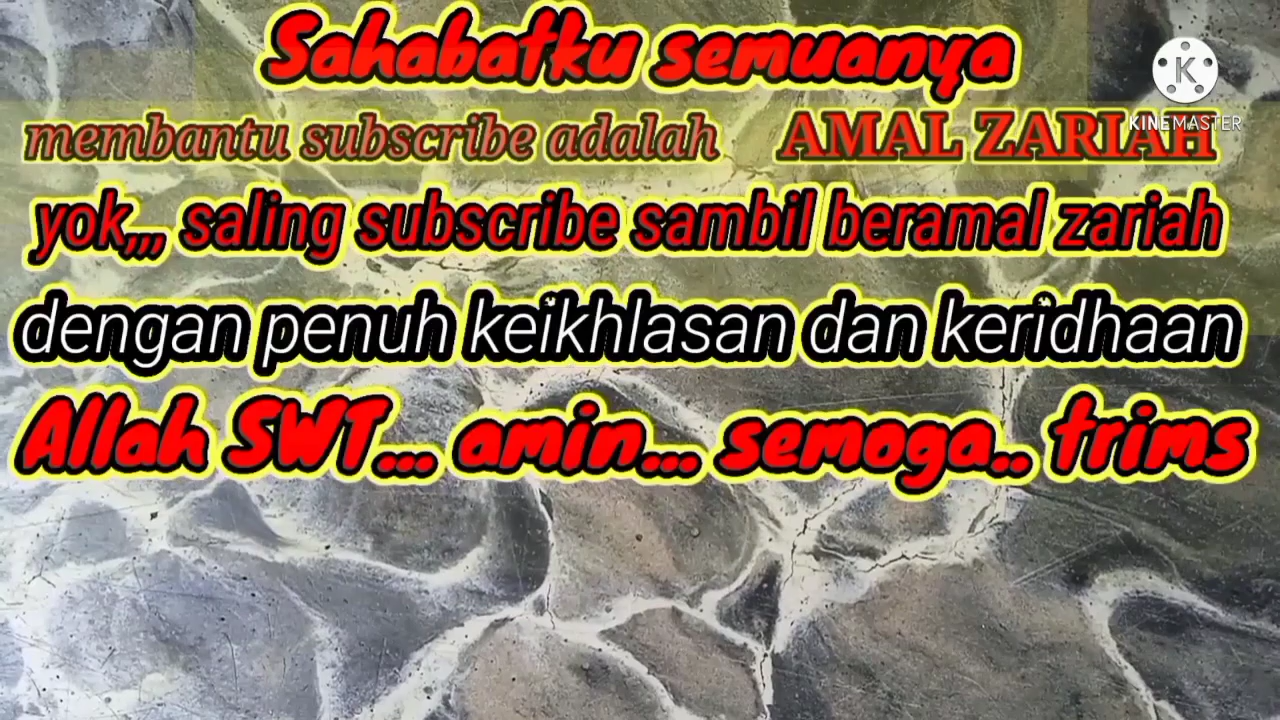 Sahabatku semuanya
membantu subscribe adalah AMAL ZARIAH
KINEMASTER
yok,,, saling subscribe sambil beramal zariah
dengan penuh keikhlasan dan keridhaan
Allah SWT... amin... semoga.. trims